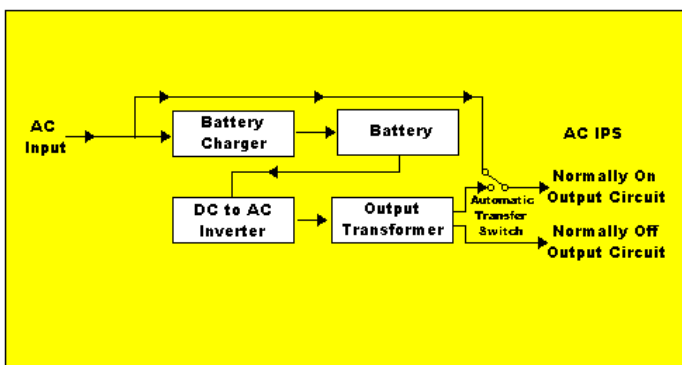 AC
Input
Battery
Charger
Battery
AC IPS
DC to AC
Inverter
Output
Transformer
Automatic
Transfer
Switch
Normally On
Output Circuit
Normally Off
Output Circuit